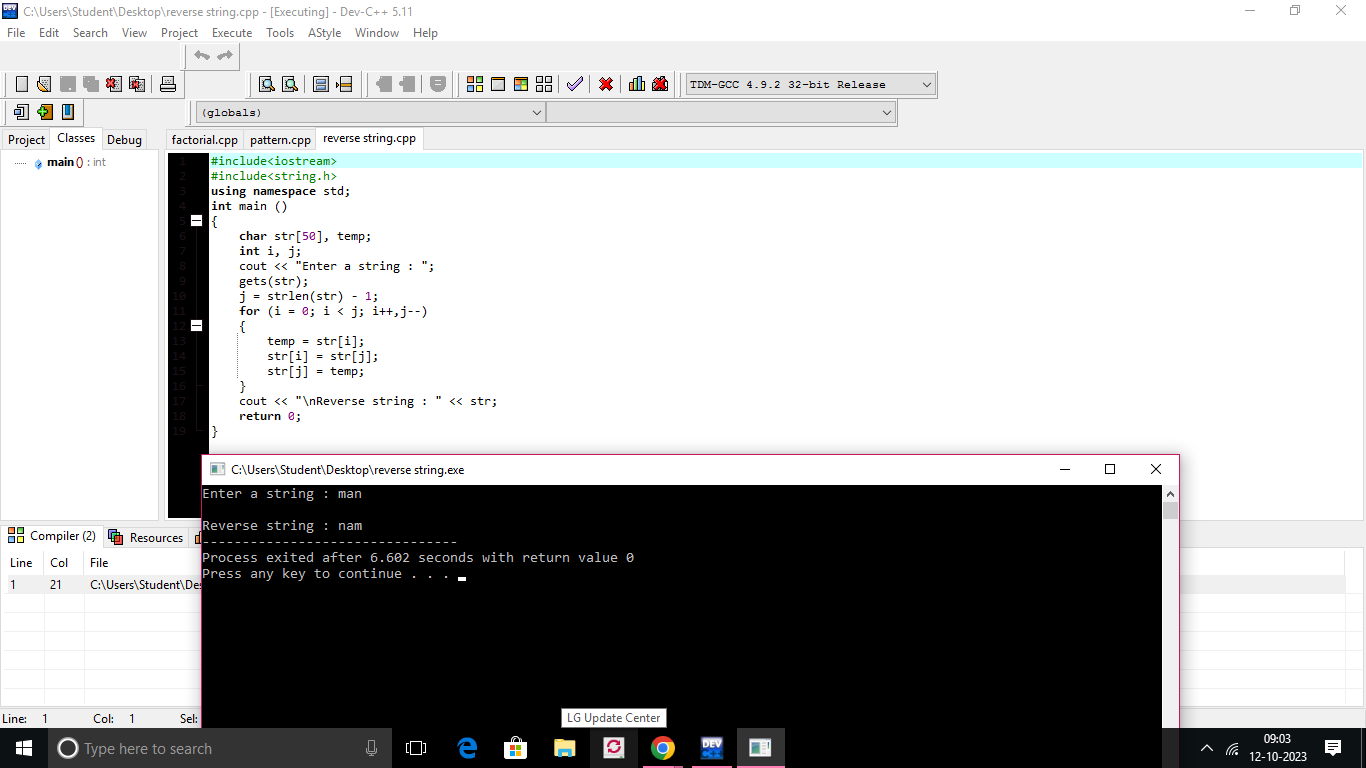 C:\Users\Student\Desktop\reverse string.cpp - [Executing] - Dev-C++ 5.11
File Edit Search View Project Execute Tools AStyle Window Help
TDM-GCC 4.9.2 32-bit Release
(globals)
Project Classes Debug
factorial.cpp pattern.cpp reverse string.cpp
main () : int
1 #include<iostream>
2 #include<string.h>
3 using namespace std;
4 int main ()
5 {
6 char str[50], temp;
7 int i, j;
8 cout << "Enter a string : ";
9 gets(str);
10 j = strlen(str) - 1;
11 for (i = 0; i < j; i++,j--)
12 {
13 temp = str[i];
14 str[i] = str[j];
15 str[j] = temp;
16 }
17 cout << "\nReverse string : " << str;
18 return 0;
19 }
C:\Users\Student\Desktop\reverse string.exe
Enter a string : man
Reverse string : nam
--------------------------------
Process exited after 6.602 seconds with return value 0
Press any key to continue . . .
Compiler (2) Resources
Line Col File
1 21 C:\Users\Student\Des
Line: 1 Col: 1 Sel:
LG Update Center
Type here to search
DEV
09:03
12-10-2023